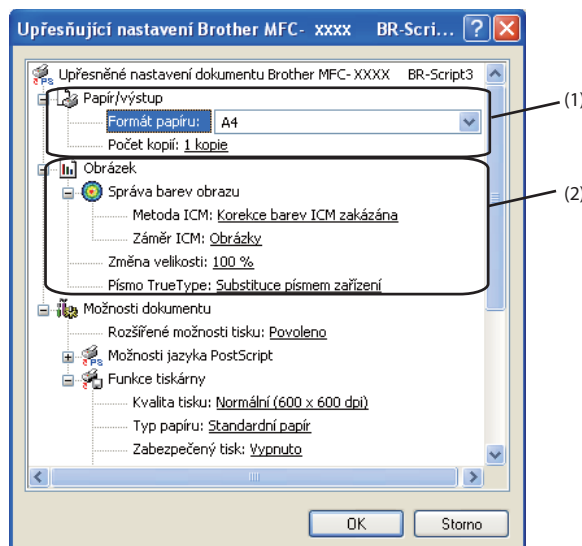 Upřesňující nastavení Brother MFC- xxxx BR-Scri...
Upřesněné nastavení dokumentu Brother MFC-XXXX BR-Script3
Papír/výstup
(1)
Formát papíru: A4
Počet kopií: 1 kopie
Obrázek
(2)
Správa barev obrazu
Metoda ICM: Korekce barev ICM zakázána
Záměr ICM: Obrázky
Změna velikosti: 100 %
Písmo TrueType: Substituce písmem zařízení
Možnosti dokumentu
Rozšířené možnosti tisku: Povoleno
PS Možnosti jazyka PostScript
Funkce tiskárny
Kvalita tisku: Normální (600 x 600 dpi)
Typ papíru: Standardní papír
Zabezpečený tisk: Vypnuto
OK Storno